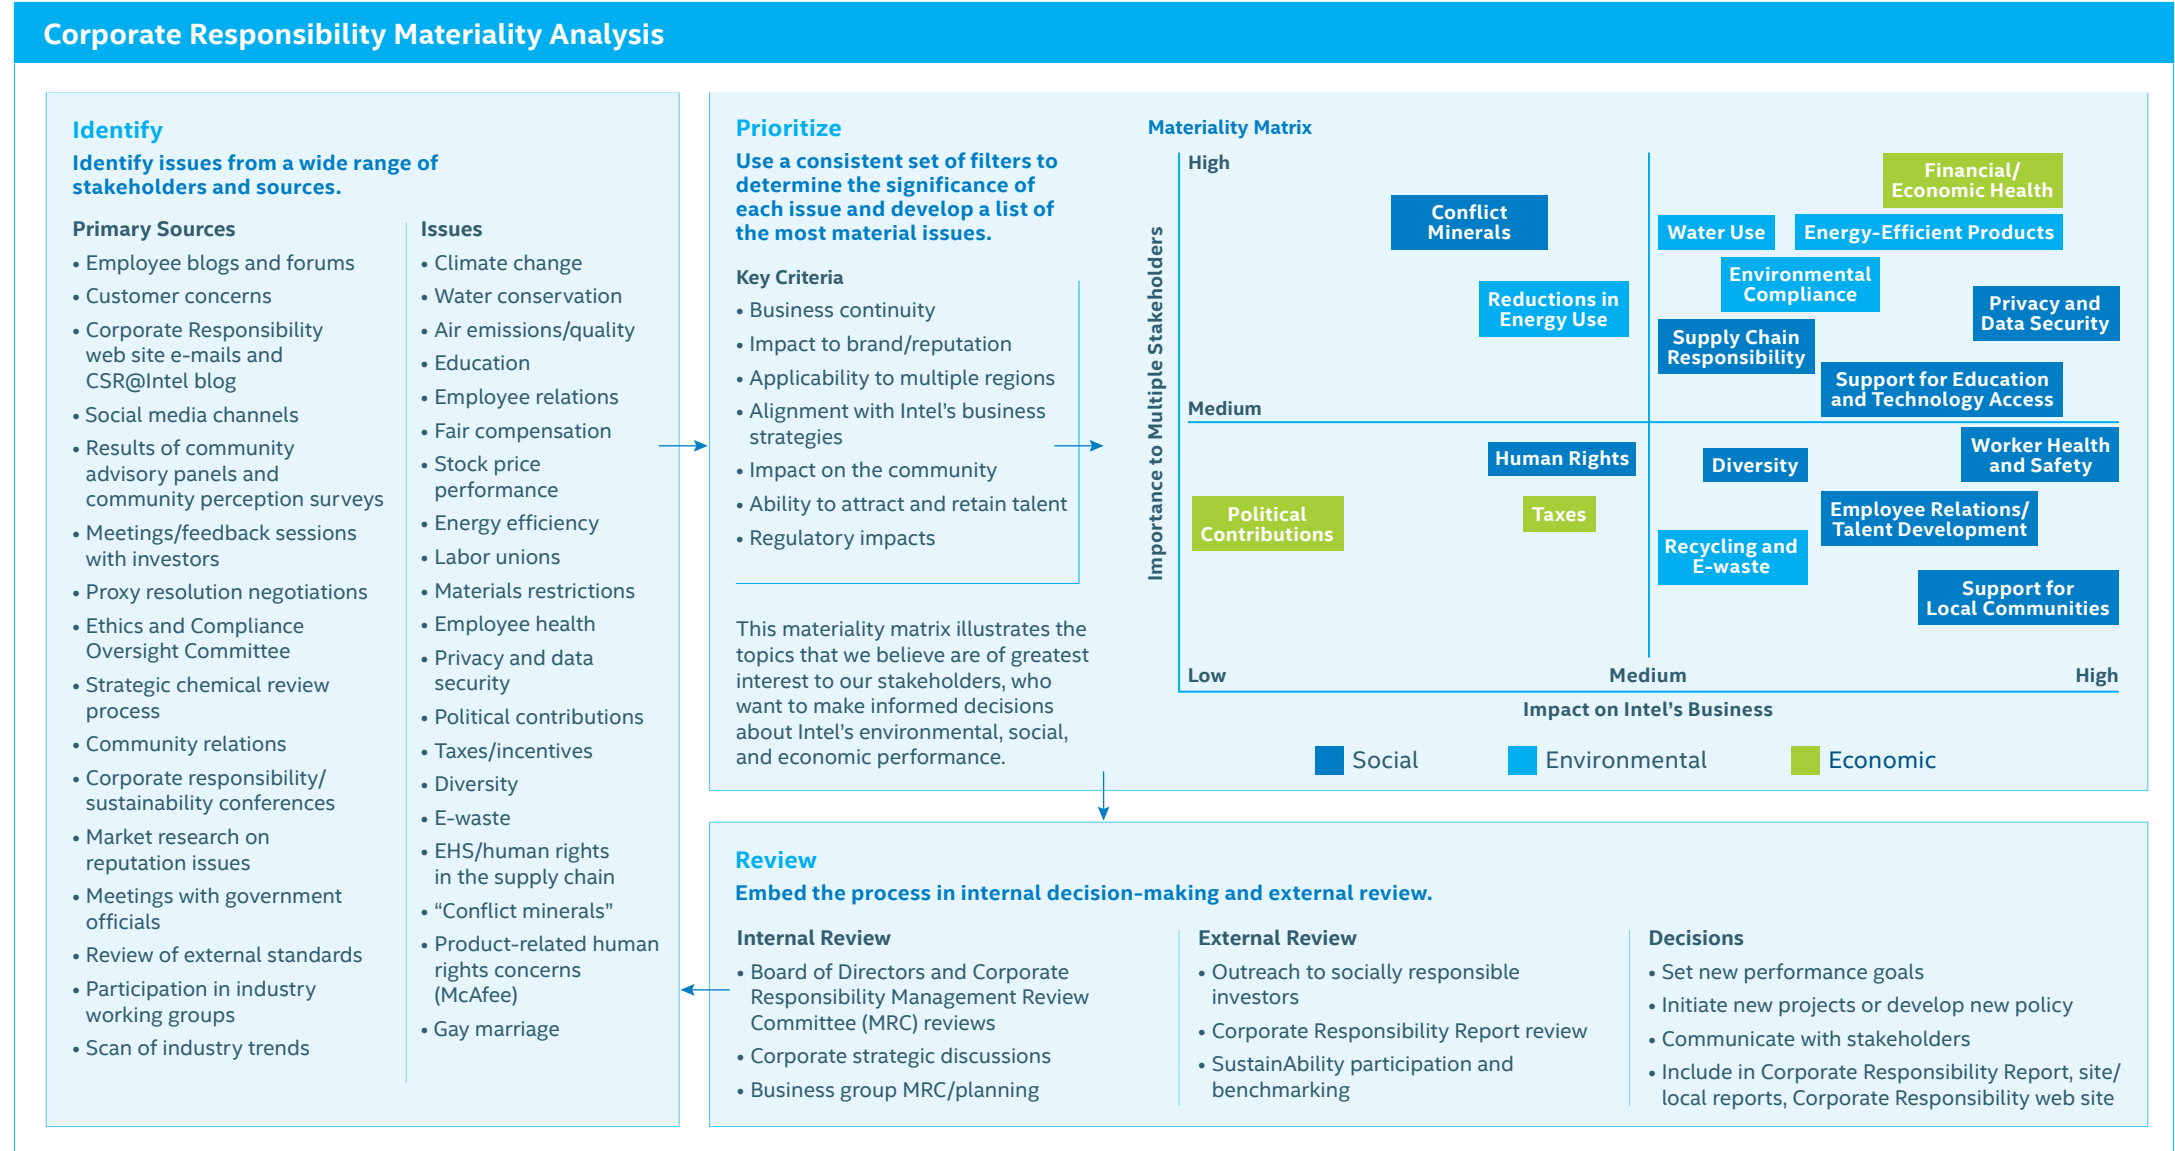 Corporate Responsibility Materiality Analysis
Identify
Identify issues from a wide range of
stakeholders and sources.
Primary Sources
• Employee blogs and forums
• Customer concerns
• Corporate Responsibility
web site e-mails and
CSR@Intel blog
• Social media channels
• Results of community
advisory panels and
community perception surveys
• Meetings/feedback sessions
with investors
• Proxy resolution negotiations
• Ethics and Compliance
Oversight Committee
• Strategic chemical review
process
• Community relations
• Corporate responsibility/
sustainability conferences
• Market research on
reputation issues
• Meetings with government
officials
• Review of external standards
• Participation in industry
working groups
• Scan of industry trends
Issues
• Climate change
• Water conservation
• Air emissions/quality
• Education
• Employee relations
• Fair compensation
• Stock price
performance
• Energy efficiency
• Labor unions
• Materials restrictions
• Employee health
• Privacy and data
security
• Political contributions
• Taxes/incentives
• Diversity
• E-waste
• EHS/human rights
in the supply chain
• “Conflict minerals”
• Product-related human
rights concerns
(McAfee)
• Gay marriage
Prioritize
Use a consistent set of filters to
determine the significance of
each issue and develop a list of
the most material issues.
Key Criteria
• Business continuity
• Impact to brand/reputation
• Applicability to multiple regions
• Alignment with Intel’s business
strategies
• Impact on the community
• Ability to attract and retain talent
• Regulatory impacts
This materiality matrix illustrates the
topics that we believe are of greatest
interest to our stakeholders, who
want to make informed decisions
about Intel’s environmental, social,
and economic performance.
Materiality Matrix
Importance to Multiple Stakeholders
High
Financial/
Economic Health
Conflict
Minerals
Water Use
Energy-Efficient Products
Environmental
Compliance
Reductions in
Energy Use
Privacy and
Data Security
Supply Chain
Responsibility
Support for Education
and Technology Access
Medium
Human Rights
Diversity
Worker Health
and Safety
Political
Contributions
Taxes
Employee Relations/
Talent Development
Recycling and
E-waste
Support for
Local Communities
Low
Medium
High
Impact on Intel’s Business
Social
Environmental
Economic
Review
Embed the process in internal decision-making and external review.
Internal Review
• Board of Directors and Corporate
Responsibility Management Review
Committee (MRC) reviews
• Corporate strategic discussions
• Business group MRC/planning
External Review
• Outreach to socially responsible
investors
• Corporate Responsibility Report review
• SustainAbility participation and
benchmarking
Decisions
• Set new performance goals
• Initiate new projects or develop new policy
• Communicate with stakeholders
• Include in Corporate Responsibility Report, site/
local reports, Corporate Responsibility web site